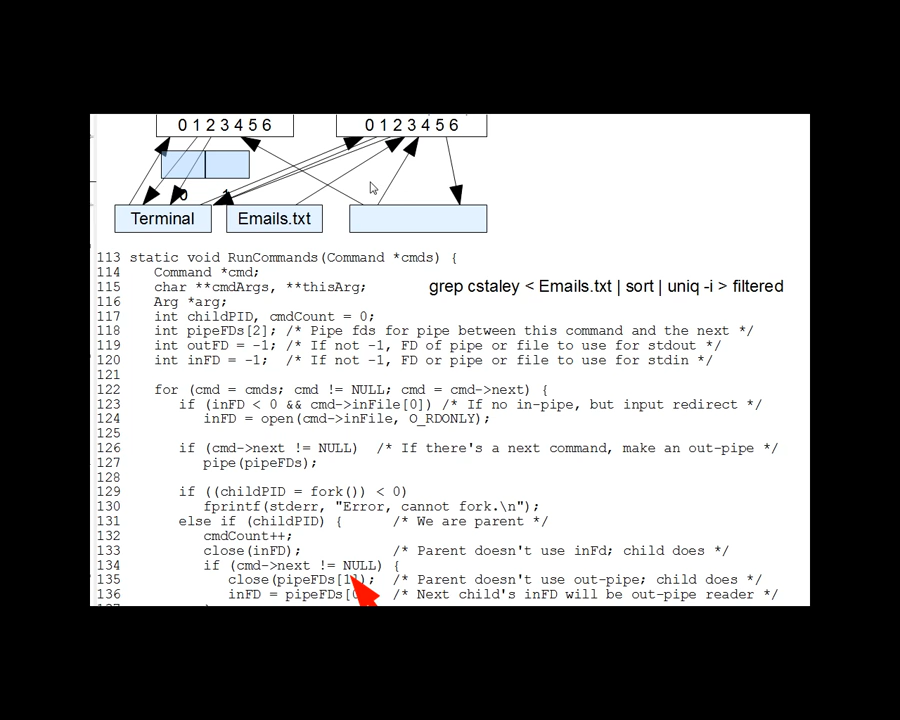 0 1 2 3 4 5 6 0 1 2 3 4 5 6
0 1
Terminal Emails.txt
113 static void RunCommands(Command *cmds) {
114 Command *cmd;
115 char **cmdArgs, **thisArg; grep cstaley < Emails.txt | sort | uniq -i > filtered
116 Arg *arg;
117 int childPID, cmdCount = 0;
118 int pipeFDs[2]; /* Pipe fds for pipe between this command and the next */
119 int outFD = -1; /* If not -1, FD of pipe or file to use for stdout */
120 int inFD = -1; /* If not -1, FD or pipe or file to use for stdin */
121
122 for (cmd = cmds; cmd != NULL; cmd = cmd->next) {
123 if (inFD < 0 && cmd->inFile[0]) /* If no in-pipe, but input redirect */
124 inFD = open(cmd->inFile, O_RDONLY);
125
126 if (cmd->next != NULL) /* If there's a next command, make an out-pipe */
127 pipe(pipeFDs);
128
129 if ((childPID = fork()) < 0)
130 fprintf(stderr, "Error, cannot fork.\n");
131 else if (childPID) { /* We are parent */
132 cmdCount++;
133 close(inFD); /* Parent doesn't use inFd; child does */
134 if (cmd->next != NULL) {
135 close(pipeFDs[1]); /* Parent doesn't use out-pipe; child does */
136 inFD = pipeFDs[0 /* Next child's inFD will be out-pipe reader */